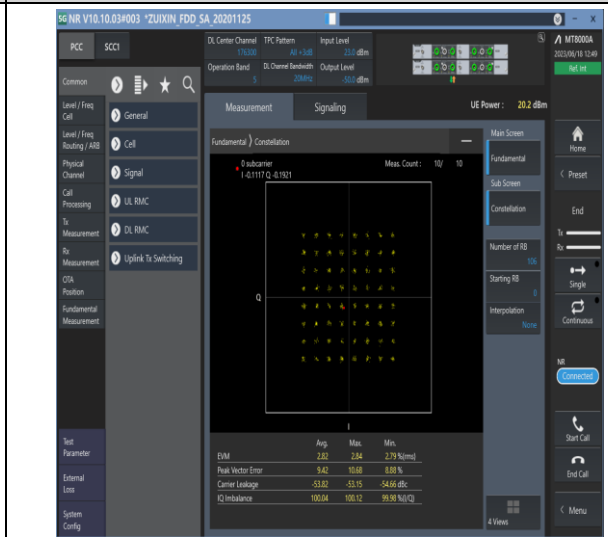 5G NR V10.10.03#003 *ZUIXIN_FDD_SA_20201125
PCC SCC1
DL Center Channel TPC Pattern Input Level
176300 All +3dB 23.0 dBm
Operation Band DL Channel Bandwidth Output Level
5 20MHz -50.0 dBm
MT8000A
2023/06/18 12:49
Ref. Int
Common
Level / Freq
Cell
Level / Freq
Routing / ARB
Physical
Channel
Call
Processing
Tx
Measurement
Rx
Measurement
OTA
Position
Fundamental
Measurement
Test
Parameter
External
Loss
System
Config
General
Cell
Signal
UL RMC
DL RMC
Uplink Tx Switching
Measurement Signaling UE Power : 20.2 dBm
Fundamental Constellation
0 subcarrier Meas. Count : 10/ 10
I -0.1117 Q -0.1921
Q
I
Avg. Max. Min.
EVM 2.82 2.84 2.79 %(rms)
Peak Vector Error 9.42 10.68 8.88 %
Carrier Leakage -53.82 -53.15 -54.66 dBc
IQ Imbalance 100.04 100.12 99.98 %(I/Q)
Main Screen
Fundamental
Sub Screen
Constellation
Number of RB
106
Starting RB
0
Interpolation
None
4 Views
Home
Preset
End
Tx
Rx
Single
Continuous
NR
Connected
Start Call
End Call
Menu